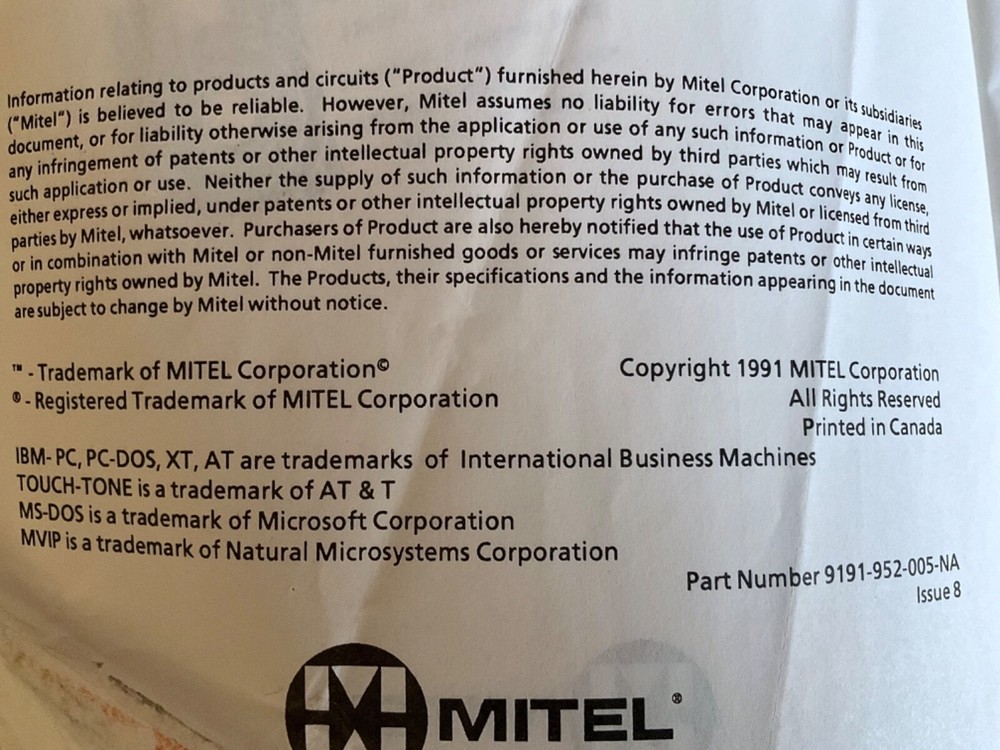 Information relating to products and circuits ("Product") furnished herein by Mitel Corporation or its subsidiaries
("Mitel") is believed to be reliable. However, Mitel assumes no liability for errors that may appear in this
document, or for liability otherwise arising from the application or use of any such information or Product or for
any infringement of patents or other intellectual property rights owned by third parties which may result from
such application or use. Neither the supply of such information or the purchase of Product conveys any license,
either express or implied, under patents or other intellectual property rights owned by Mitel or licensed from third
parties by Mitel, whatsoever. Purchasers of Product are also hereby notified that the use of Product in certain ways
or in combination with Mitel or non-Mitel furnished goods or services may infringe patents or other intellectual
property rights owned by Mitel. The Products, their specifications and the information appearing in the document
are subject to change by Mitel without notice.
™ - Trademark of MITEL Corporation©
® - Registered Trademark of MITEL Corporation
Copyright 1991 MITEL Corporation
All Rights Reserved
Printed in Canada
IBM- PC, PC-DOS, XT, AT are trademarks of International Business Machines
TOUCH-TONE is a trademark of AT & T
MS-DOS is a trademark of Microsoft Corporation
MVIP is a trademark of Natural Microsystems Corporation
Part Number 9191-952-005-NA
Issue 8
MITEL®